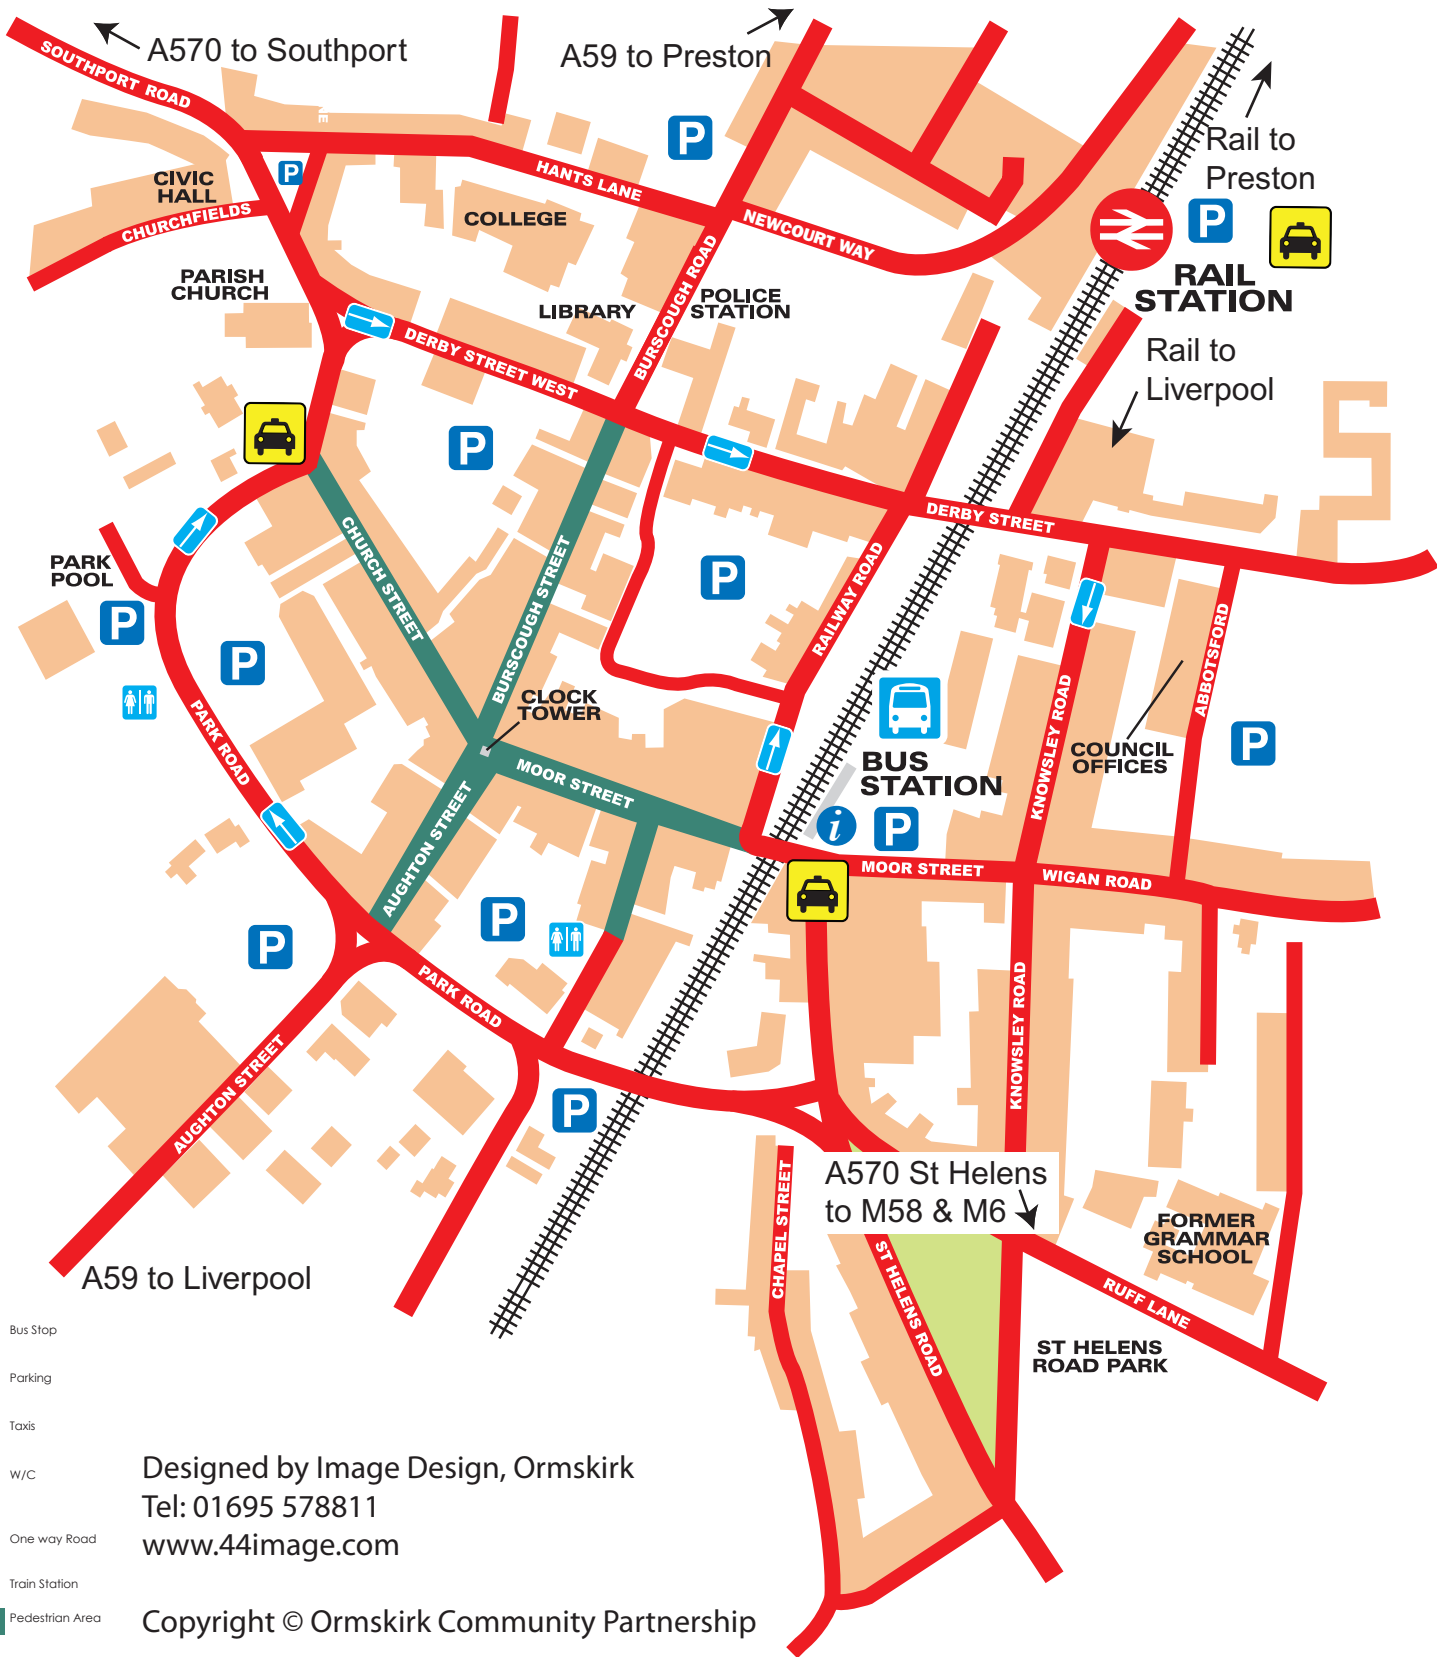 A570 to Southport
A59 to Preston
SOUTHPORT ROAD
P
Rail to
Preston
CIVIC
HALL
P
HANTS LANE
CHURCHFIELDS
COLLEGE
NEWCOURT WAY
P
PARISH
CHURCH
RAIL
STATION
LIBRARY
POLICE
STATION
BURSCOUGH ROAD
DERBY STREET WEST
Rail to
Liverpool
P
DERBY STREET
CHURCH STREET
BURSCOUGH STREET
PARK
POOL
P
P
P
RAILWAY ROAD
ABBOTSFORD
KNOWSLEY ROAD
CLOCK
TOWER
PARK ROAD
COUNCIL
OFFICES
P
BUS
STATION
MOOR STREET
i
P
AUGHTON STREET
MOOR STREET
WIGAN ROAD
P
P
PARK ROAD
KNOWSLEY ROAD
AUGHTON STREET
P
A570 St Helens
to M58 & M6
CHAPEL STREET
FORMER
GRAMMAR
SCHOOL
A59 to Liverpool
ST HELENS ROAD
RUFF LANE
ST HELENS
ROAD PARK
Bus Stop
Parking
Taxis
W/C
One way Road
Train Station
Pedestrian Area
Designed by Image Design, Ormskirk
Tel: 01695 578811
www.44image.com
Copyright © Ormskirk Community Partnership